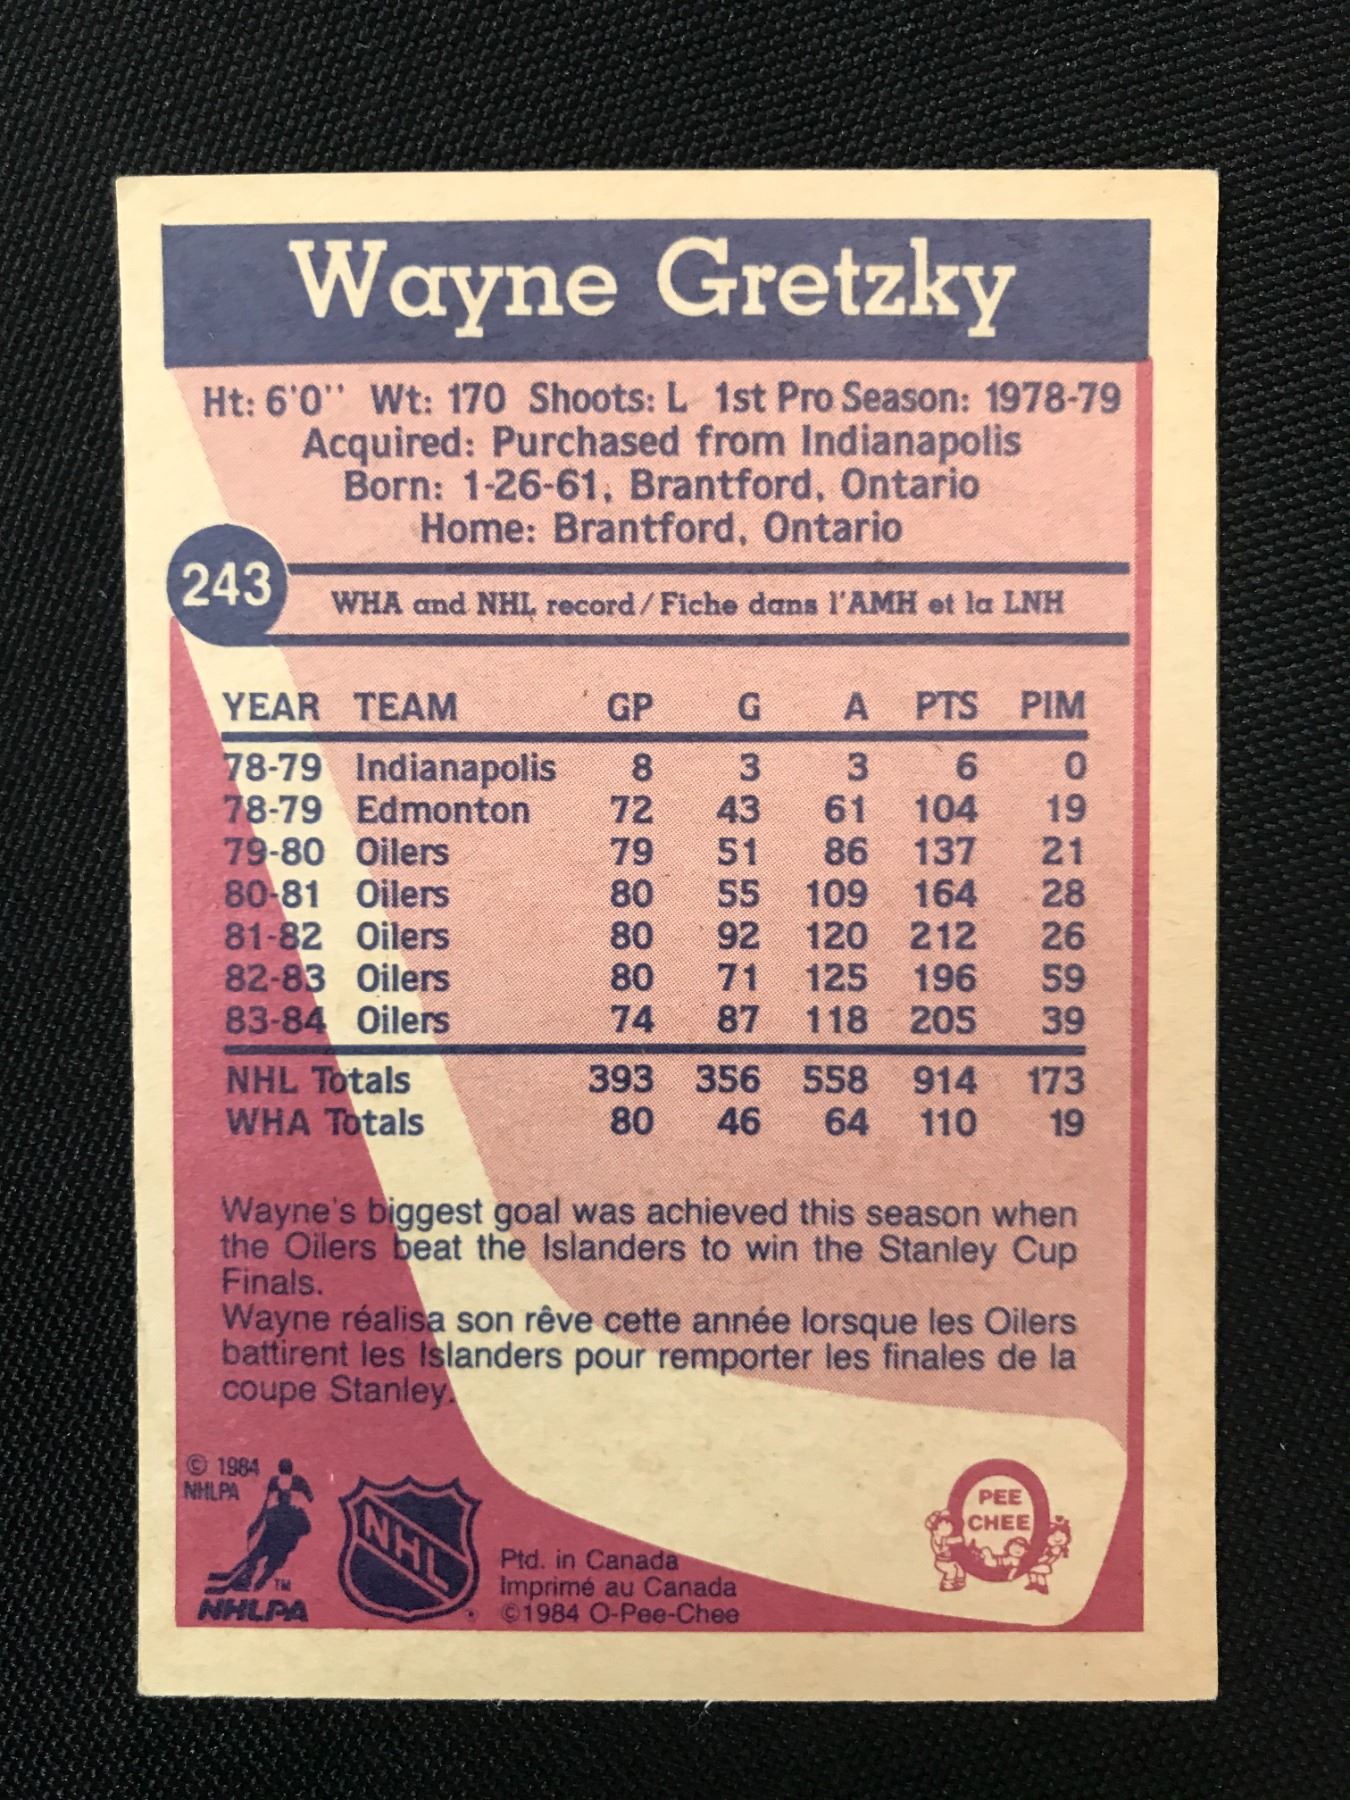 Wayne Gretzky
Ht: 6'0'' Wt: 170 Shoots: L 1st Pro Season: 1978-79
Acquired: Purchased from Indianapolis
Born: 1-26-61, Brantford, Ontario
Home: Brantford, Ontario
243
WHA and NHL record/Fiche dans l'AMH et la LNH
YEAR TEAM GP G A PTS PIM
78-79 Indianapolis 8 3 3 6 0
78-79 Edmonton 72 43 61 104 19
79-80 Oilers 79 51 86 137 21
80-81 Oilers 80 55 109 164 28
81-82 Oilers 80 92 120 212 26
82-83 Oilers 80 71 125 196 59
83-84 Oilers 74 87 118 205 39
NHL Totals 393 356 558 914 173
WHA Totals 80 46 64 110 19
Wayne's biggest goal was achieved this season when
the Oilers beat the Islanders to win the Stanley Cup
Finals.
Wayne réalisa son rêve cette année lorsque les Oilers
battirent les Islanders pour remporter les finales de la
coupe Stanley.
© 1984
NHLPA
TM
NHLPA
NHL
Ptd. in Canada
Imprimé au Canada
©1984 O-Pee-Chee
PEE
CHEE